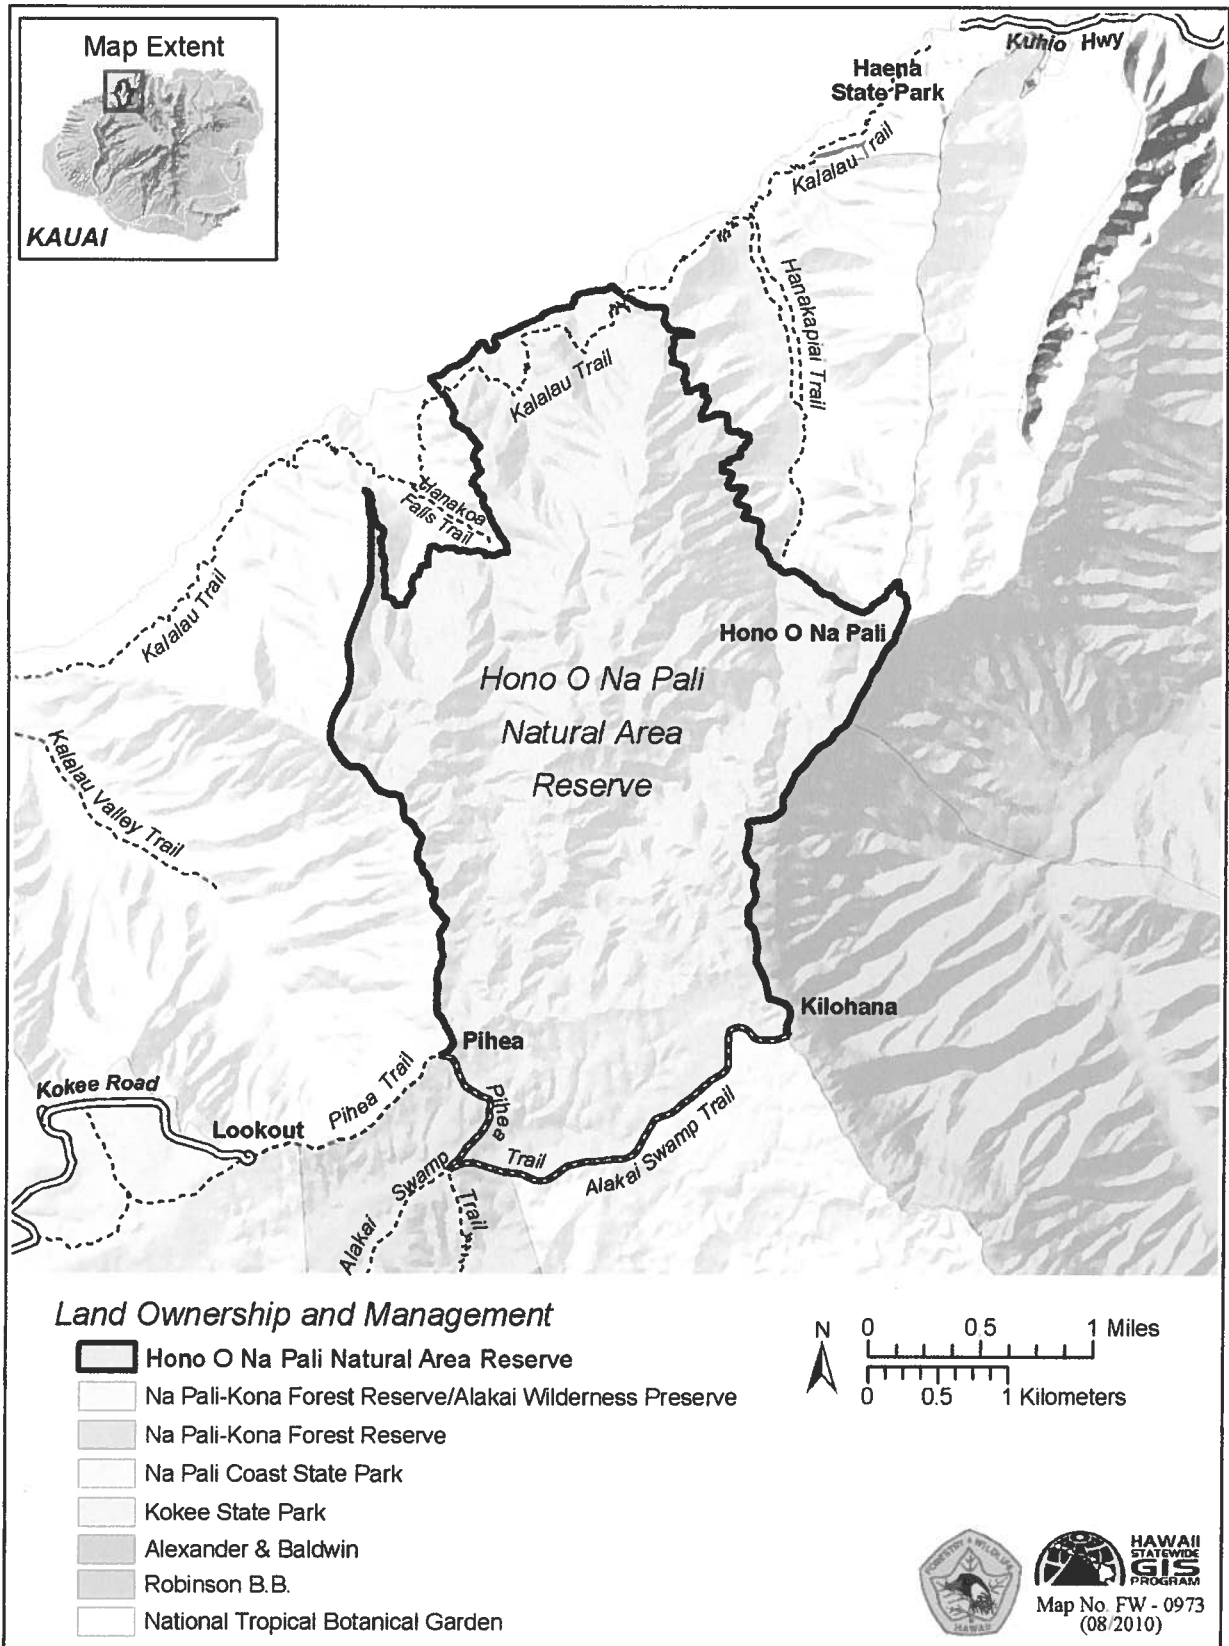 Map Extent
KAUAI
Kuhio Hwy
Haena
State Park
Kalalau Trail
Hanakapiai Trail
Kalalau Trail
Hanakoa
Falls Trail
Kalalau Trail
Hono O Na Pali
Hono O Na Pali
Natural Area
Reserve
Kalalau Valley Trail
Kilohana
Pihea
Kokee Road
Lookout
Pihea Trail
Pihea
Trail
Alakai Swamp Trail
Alakai
Swamp
Trail
Land Ownership and Management
Hono O Na Pali Natural Area Reserve
Na Pali-Kona Forest Reserve/Alakai Wilderness Preserve
Na Pali-Kona Forest Reserve
Na Pali Coast State Park
Kokee State Park
Alexander & Baldwin
Robinson B.B.
National Tropical Botanical Garden
N
0 0.5 1 Miles
0 0.5 1 Kilometers
FORESTRY & WILDLIFE
HAWAII
HAWAII
STATEWIDE
GIS
PROGRAM
Map No. FW - 0973
(08/2010)